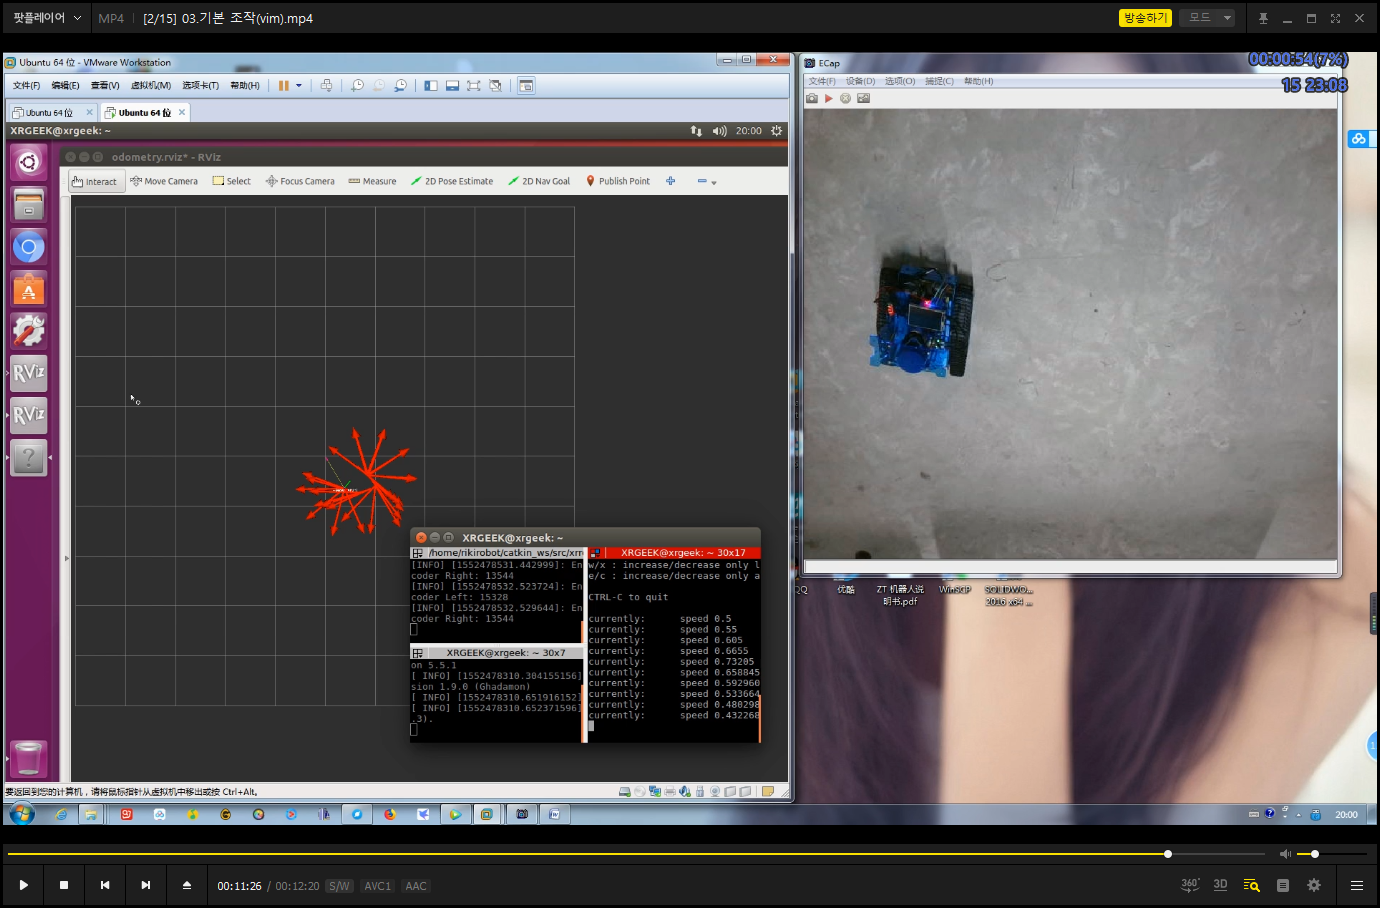 팟플레이어
MP4
[2/15] 03.기본 조작(vim).mp4
방송하기
모드
Ubuntu 64 位 - VMware Workstation
文件(F) 编辑(E) 查看(V) 虚拟机(M) 选项卡(T) 帮助(H)
Ubuntu 64 位
Ubuntu 64 位
XRGEEK@xrgeek: ~
20:00
odometry.rviz* - RViz
Interact Move Camera Select Focus Camera Measure 2D Pose Estimate 2D Nav Goal Publish Point
RViz
RViz
XRGEEK@xrgeek: ~
/home/rikirobot/catkin_ws/src/xrr
[INFO] [1552478531.442999]: En
coder Right: 13544
[INFO] [1552478532.523724]: En
coder Left: 15328
[INFO] [1552478532.529644]: En
coder Right: 13544
XRGEEK@xrgeek: ~ 30x7
on 5.5.1
[ INFO] [1552478310.304155156]
sion 1.9.0 (Ghadamon)
[ INFO] [1552478310.651916152]
[ INFO] [1552478310.652371596]
.3).
XRGEEK@xrgeek: ~ 30x17
w/x : increase/decrease only l
e/c : increase/decrease only a
CTRL-C to quit
currently: speed 0.5
currently: speed 0.55
currently: speed 0.605
currently: speed 0.6655
currently: speed 0.73205
currently: speed 0.658845
currently: speed 0.592960
currently: speed 0.533664
currently: speed 0.480298
currently: speed 0.432268
要返回到您的计算机，请将鼠标指针从虚拟机中移出或按 Ctrl+Alt。
ECap
文件(F) 设备(D) 选项(O) 捕捉(C) 帮助(H)
00:00:54(7%)
15 23:08
QQ
优酷
ZT 机器人说
明书.pdf
WinSCP
SOLIDWO...
2016 x64 ...
20:00
00:11:26 / 00:12:20 S/W AVC1 AAC
360°
3D